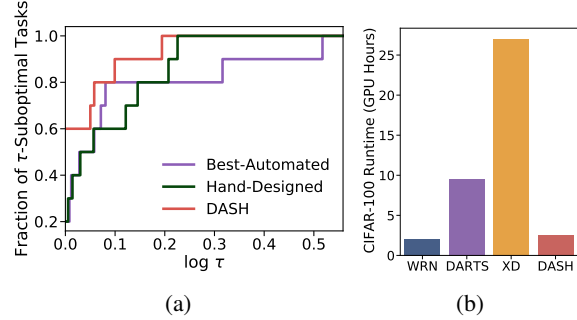 Fraction of τ-Suboptimal Tasks
1.0
0.8
0.6
0.4
0.2
Best-Automated
Hand-Designed
DASH
0.0 0.1 0.2 0.3 0.4 0.5
log τ
(a)
CIFAR-100 Runtime (GPU Hours)
25
20
15
10
5
0
WRN DARTS XD DASH
(b)